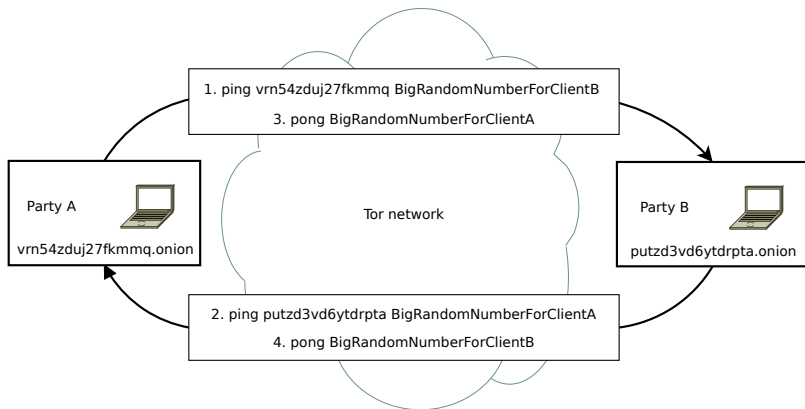 1. ping vrn54zduj27fkmmq BigRandomNumberForClientB
3. pong BigRandomNumberForClientA
Party A
vrn54zduj27fkmmq.onion
Tor network
Party B
putzd3vd6ytdrpta.onion
2. ping putzd3vd6ytdrpta BigRandomNumberForClientA
4. pong BigRandomNumberForClientB